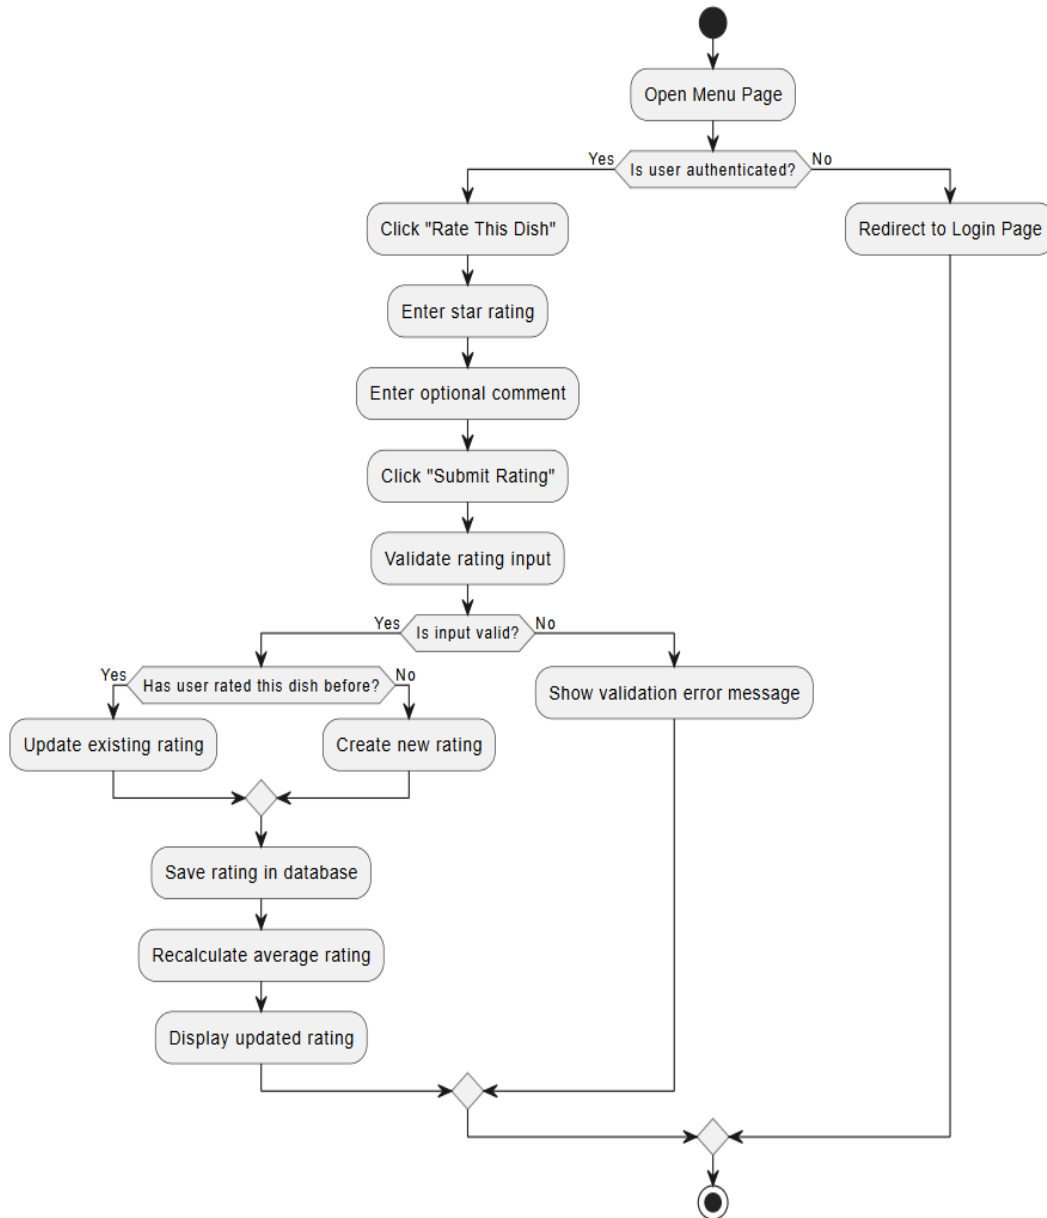 Open Menu Page
Yes
Is user authenticated?
No
Click "Rate This Dish"
Redirect to Login Page
Enter star rating
Enter optional comment
Click "Submit Rating"
Validate rating input
Yes
Is input valid?
No
Yes
Has user rated this dish before?
No
Show validation error message
Update existing rating
Create new rating
Save rating in database
Recalculate average rating
Display updated rating